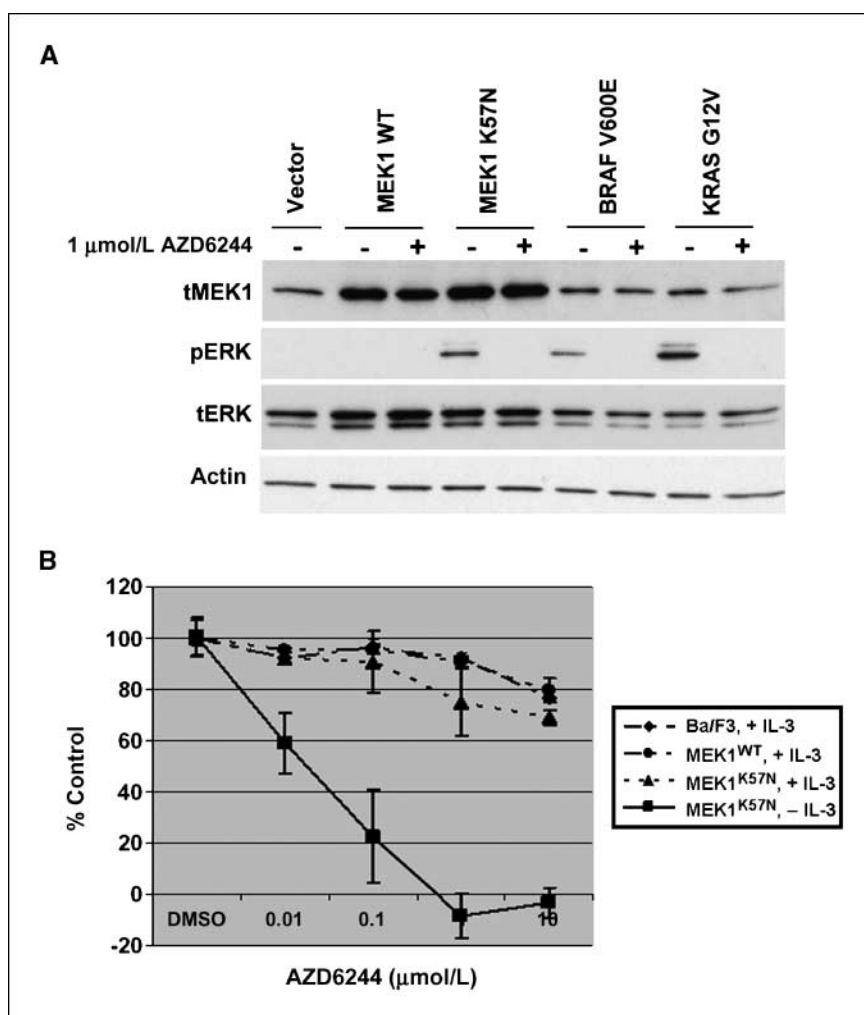 A
Vector
MEK1 WT
MEK1 K57N
BRAF V600E
KRAS G12V
1 μmol/L AZD6244 - - + - + - + - +
tMEK1
pERK
tERK
Actin
B
120
100
80
60
40
20
0
-20
% Control
DMSO 0.01 0.1 10
AZD6244 (μmol/L)
Ba/F3, + IL-3
MEK1WT, + IL-3
MEK1K57N, + IL-3
MEK1K57N, – IL-3